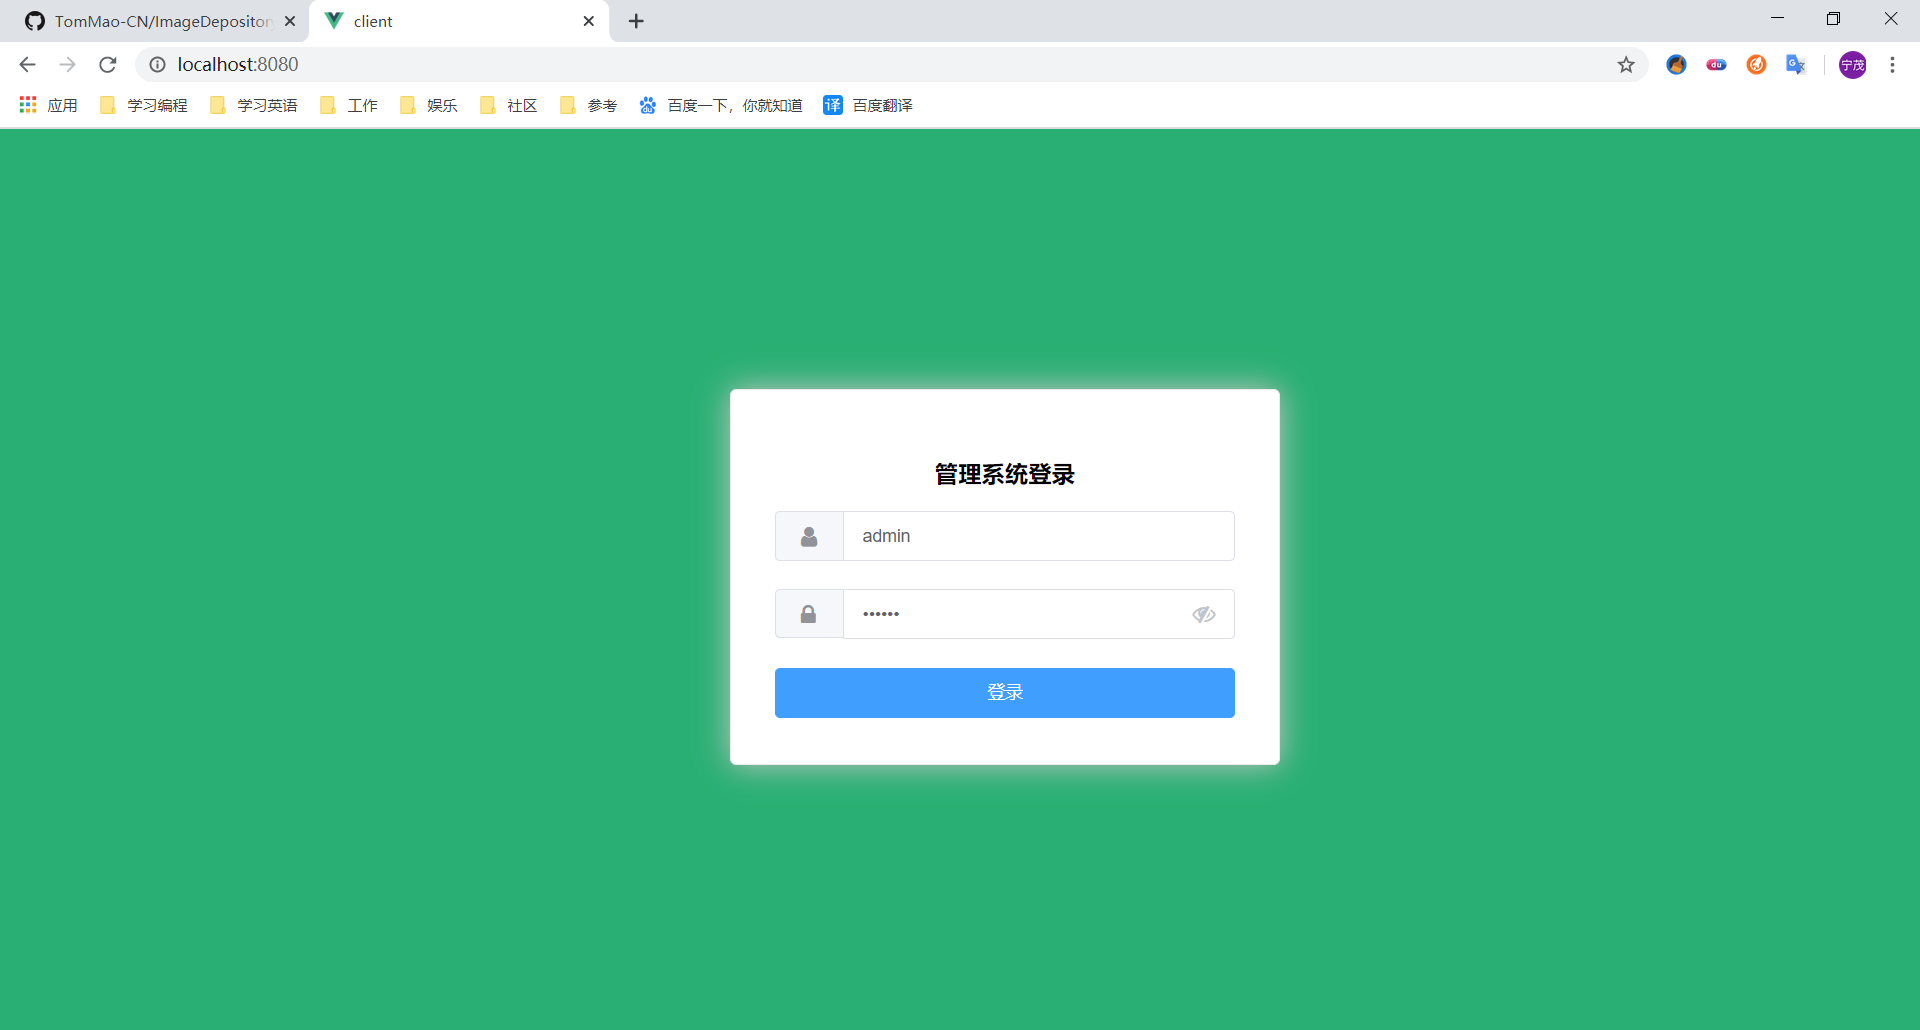 TomMao-CN/ImageDepository
client
localhost:8080
宁茂
应用
学习编程
学习英语
工作
娱乐
社区
参考
百度一下，你就知道
译
百度翻译
管理系统登录
admin
••••••
登录